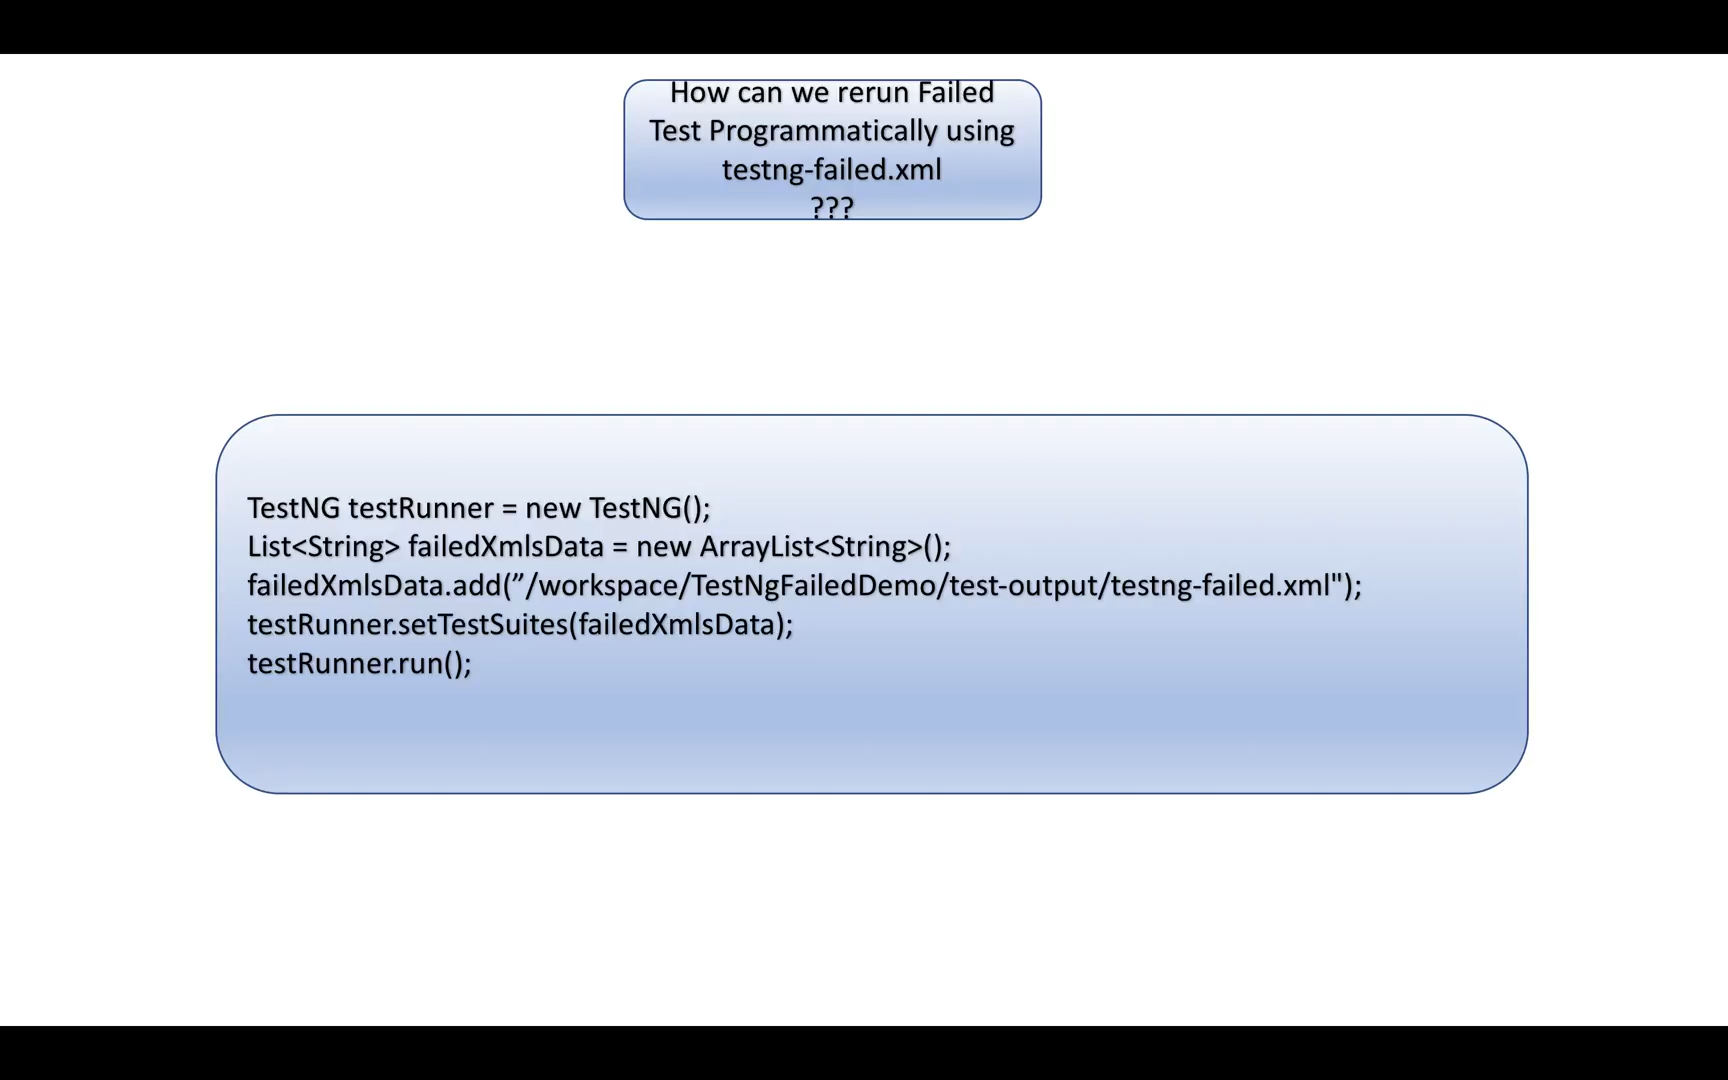 How can we rerun Failed
Test Programmatically using
testng-failed.xml
???
TestNG testRunner = new TestNG();
List<String> failedXmlsData = new ArrayList<String>();
failedXmlsData.add(”/workspace/TestNgFailedDemo/test-output/testng-failed.xml");
testRunner.setTestSuites(failedXmlsData);
testRunner.run();